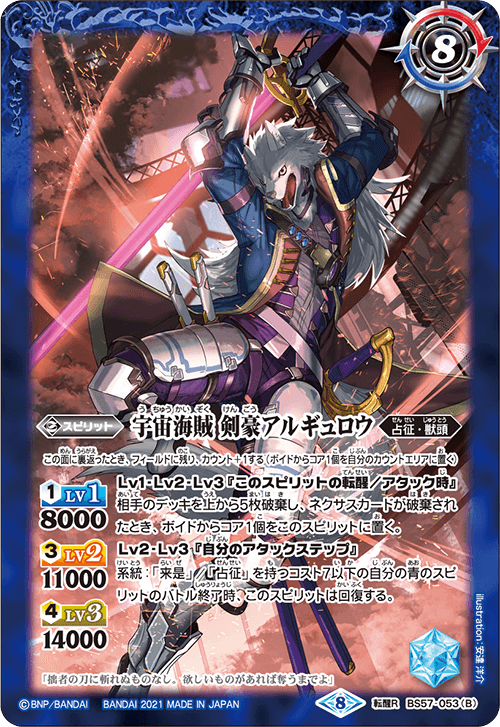 8
②スピリット 宇宙海賊 剣豪アルギュロウ 占征・獣頭
この面に裏返ったとき、フィールドに残り、カウント+1する(ボイドからコア1個を自分のカウントエリアに置く)
1 LV1 8000
Lv1・Lv2・Lv3『このスピリットの転醒/アタック時』
相手のデッキを上から5枚破棄し、ネクサスカードが破棄され
たとき、ボイドからコア1個をこのスピリットに置く。
3 LV2 11000
Lv2・Lv3『自分のアタックステップ』
系統:「来是」/「占征」を持つコスト7以下の自分の青のスピ
リットのバトル終了時、このスピリットは回復する。
4 LV3 14000
「拙者の刀に斬れぬものなし。欲しいものがあれば奪うまでよ」
illustration:安達 洋介
©BNP/BANDAI BANDAI 2021 MADE IN JAPAN 8 転醒R BS57-053(B)